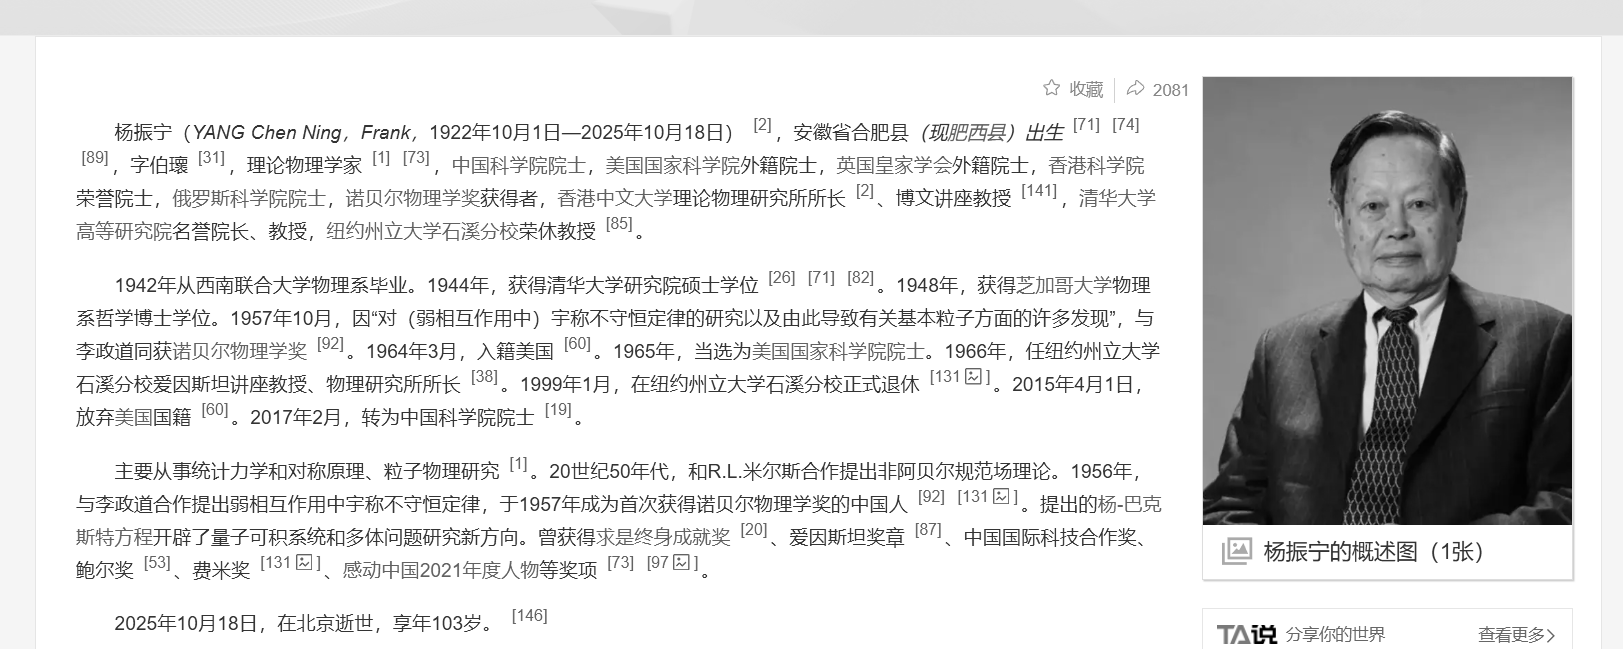 收藏 2081
杨振宁（YANG Chen Ning，Frank，1922年10月1日—2025年10月18日） [2]，安徽省合肥县（现肥西县）出生 [71] [74]
[89]，字伯瓌 [31]，理论物理学家 [1] [73]，中国科学院院士，美国国家科学院外籍院士，英国皇家学会外籍院士，香港科学院
荣誉院士，俄罗斯科学院院士，诺贝尔物理学奖获得者，香港中文大学理论物理研究所所长 [2]、博文讲座教授 [141]，清华大学
高等研究院名誉院长、教授，纽约州立大学石溪分校荣休教授 [85]。
1942年从西南联合大学物理系毕业。1944年，获得清华大学研究院硕士学位 [26] [71] [82]。1948年，获得芝加哥大学物理
系哲学博士学位。1957年10月，因“对（弱相互作用中）宇称不守恒定律的研究以及由此导致有关基本粒子方面的许多发现”，与
李政道同获诺贝尔物理学奖 [92]。1964年3月，入籍美国 [60]。1965年，当选为美国国家科学院院士。1966年，任纽约州立大学
石溪分校爱因斯坦讲座教授、物理研究所所长 [38]。1999年1月，在纽约州立大学石溪分校正式退休 [131]。2015年4月1日，
放弃美国国籍 [60]。2017年2月，转为中国科学院院士 [19]。
主要从事统计力学和对称原理、粒子物理研究 [1]。20世纪50年代，和R.L.米尔斯合作提出非阿贝尔规范场理论。1956年，
与李政道合作提出弱相互作用中宇称不守恒定律，于1957年成为首次获得诺贝尔物理学奖的中国人 [92] [131]。提出的杨-巴克
斯特方程开辟了量子可积系统和多体问题研究新方向。曾获得求是终身成就奖 [20]、爱因斯坦奖章 [87]、中国国际科技合作奖、
鲍尔奖 [53]、费米奖 [131]、感动中国2021年度人物等奖项 [73] [97]。
2025年10月18日，在北京逝世，享年103岁。 [146]
杨振宁的概述图（1张）
TA说 分享你的世界 查看更多